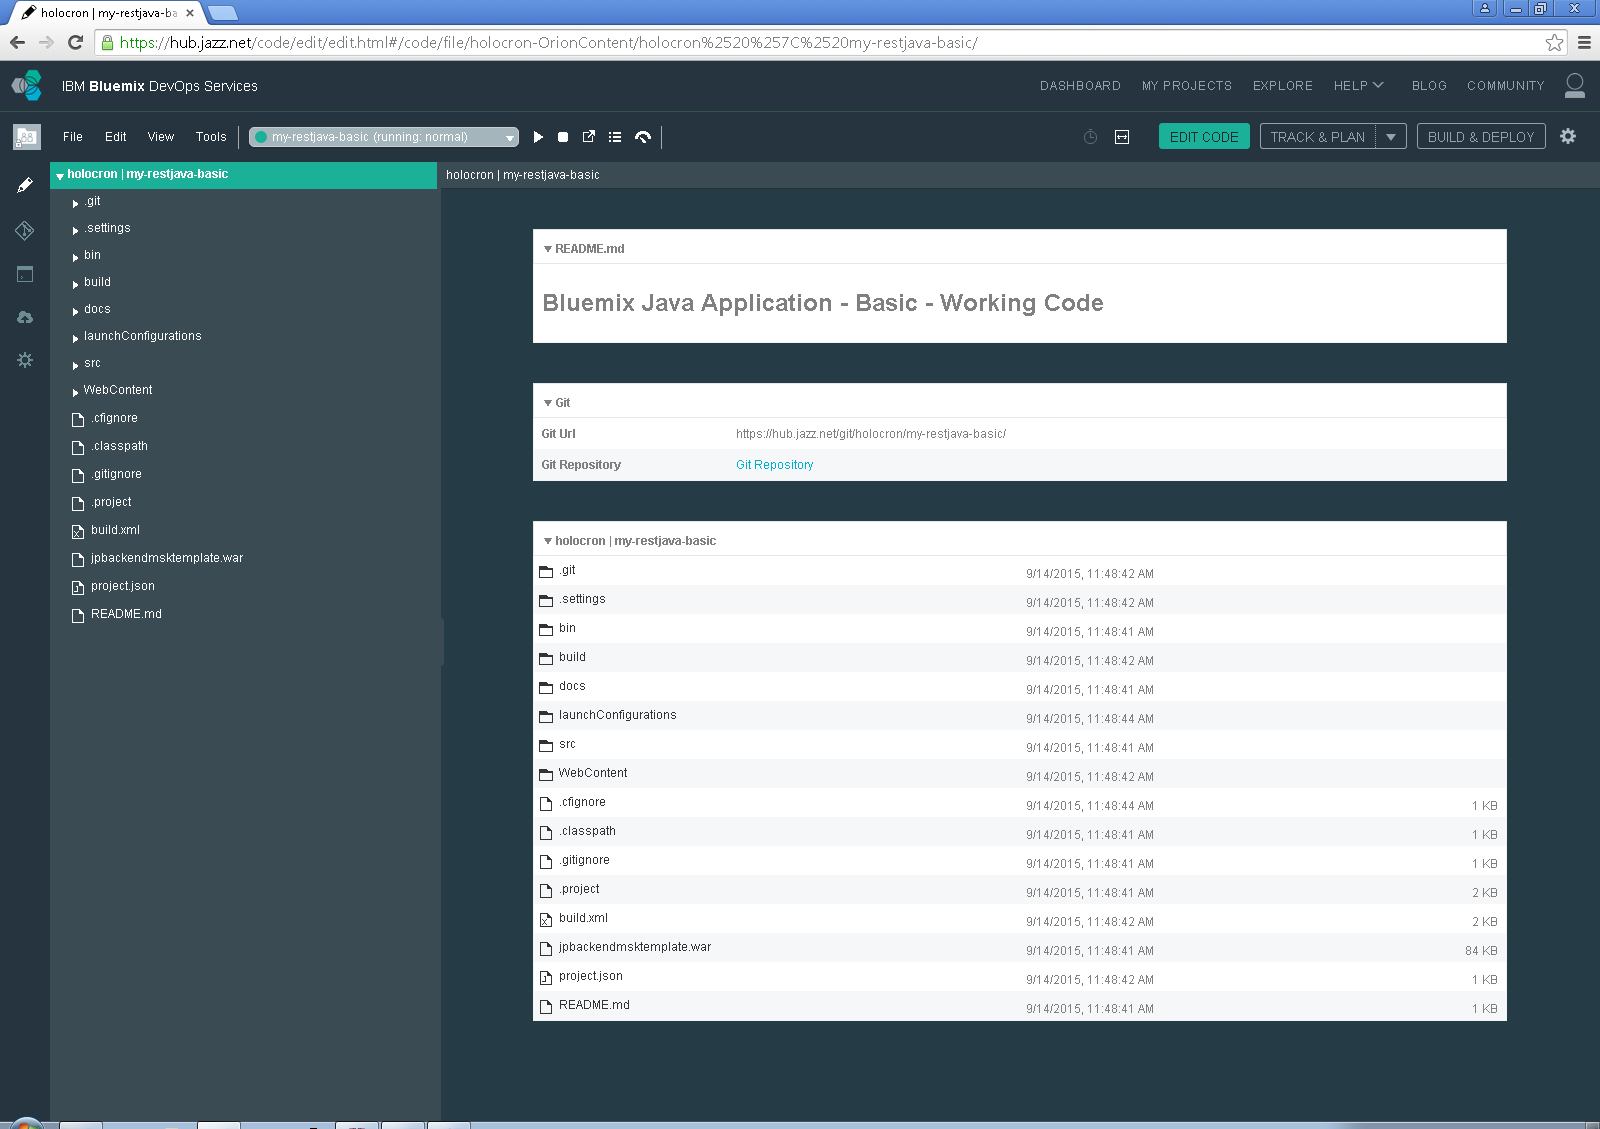 holocron | my-restjava-ba
https://hub.jazz.net/code/edit/edit.html#/code/file/holocron-OrionContent/holocron%2520%257C%2520my-restjava-basic/
IBM Bluemix DevOps Services
DASHBOARD MY PROJECTS EXPLORE HELP BLOG COMMUNITY
File Edit View Tools my-restjava-basic (running: normal) EDIT CODE TRACK & PLAN BUILD & DEPLOY
holocron | my-restjava-basic
.git
.settings
bin
build
docs
launchConfigurations
src
WebContent
.cfignore
.classpath
.gitignore
.project
build.xml
jpbackendmsktemplate.war
project.json
README.md
holocron | my-restjava-basic
README.md
Bluemix Java Application - Basic - Working Code
Git
Git Url https://hub.jazz.net/git/holocron/my-restjava-basic/
Git Repository Git Repository
holocron | my-restjava-basic
.git 9/14/2015, 11:48:42 AM
.settings 9/14/2015, 11:48:42 AM
bin 9/14/2015, 11:48:41 AM
build 9/14/2015, 11:48:42 AM
docs 9/14/2015, 11:48:41 AM
launchConfigurations 9/14/2015, 11:48:44 AM
src 9/14/2015, 11:48:41 AM
WebContent 9/14/2015, 11:48:42 AM
.cfignore 9/14/2015, 11:48:44 AM 1 KB
.classpath 9/14/2015, 11:48:41 AM 1 KB
.gitignore 9/14/2015, 11:48:41 AM 1 KB
.project 9/14/2015, 11:48:41 AM 2 KB
build.xml 9/14/2015, 11:48:42 AM 2 KB
jpbackendmsktemplate.war 9/14/2015, 11:48:41 AM 84 KB
project.json 9/14/2015, 11:48:42 AM 1 KB
README.md 9/14/2015, 11:48:41 AM 1 KB